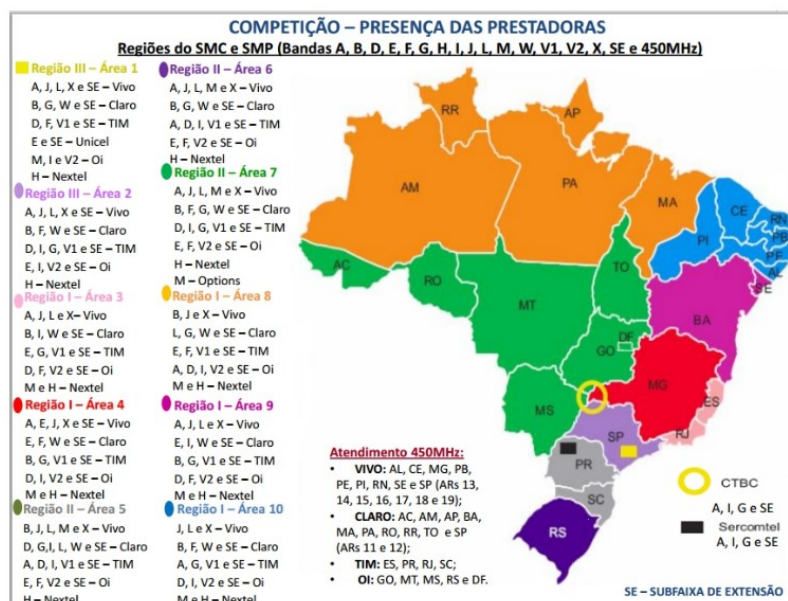 COMPETIÇÃO – PRESENÇA DAS PRESTADORAS
Regiões do SMC e SMP (Bandas A, B, D, E, F, G, H, I, J, L, M, W, V1, V2, X, SE e 450MHz)
Região III – Área 1
A, J, L, X e SE – Vivo
B, G, W e SE – Claro
D, F, V1 e SE – TIM
E e SE – Unicel
M, I e V2 – Oi
H – Nextel
Região III – Área 2
A, J, L, X e SE – Vivo
B, F, W e SE – Claro
D, I, G, V1 e SE – TIM
E, I, V2 e SE – Oi
H – Nextel
Região I – Área 3
A, J, L e X – Vivo
B, I, W e SE – Claro
E, G, V1 e SE – TIM
D, F, V2 e SE – Oi
M e H – Nextel
Região I – Área 4
A, E, J, X e SE – Vivo
E, F, W e SE – Claro
B, G, V1 e SE – TIM
D, I, V2 e SE – Oi
M e H – Nextel
Região II – Área 5
B, J, L, M e X – Vivo
D, G,I, L, W e SE – Claro
A, D, I, V1 e SE – TIM
E, F, V2 e SE – Oi
H – Nextel
Região II – Área 6
A, J, L, M e X – Vivo
B, G, W e SE – Claro
A, D, I, V1 e SE – TIM
E, F, V2 e SE – Oi
H – Nextel
Região II – Área 7
A, J, L, M e X – Vivo
B, F, G, W e SE – Claro
D, I, G, V1 e SE – TIM
E, F, V2 e SE – Oi
H – Nextel
M – Options
Região I – Área 8
B, J e X – Vivo
L, G, W e SE – Claro
E, F, V1 e SE – TIM
A, D, I, V2 e SE – Oi
M e H – Nextel
Região I – Área 9
A, J, L e X – Vivo
E, I, W e SE – Claro
B, G, V1 e SE – TIM
D, F, V2 e SE – Oi
M e H – Nextel
Região I – Área 10
J, L e X – Vivo
B, F, W e SE – Claro
A, G, V1 e SE – TIM
D, I, V2 e SE – Oi
M e H – Nextel
RR
AP
AM
PA
MA
CE
RN
PB
PE
AL
SE
PI
AC
RO
TO
MT
BA
DF
GO
MG
ES
MS
SP
RJ
PR
SC
RS
Atendimento 450MHz:
• VIVO: AL, CE, MG, PB,
PE, PI, RN, SE e SP (ARs 13,
14, 15, 16, 17, 18 e 19);
• CLARO: AC, AM, AP, BA,
MA, PA, RO, RR, TO e SP
(ARs 11 e 12);
• TIM: ES, PR, RJ, SC;
• OI: GO, MT, MS, RS e DF.
CTBC
A, I, G e SE
Sercomtel
A, I, G e SE
SE – SUBFAIXA DE EXTENSÃO